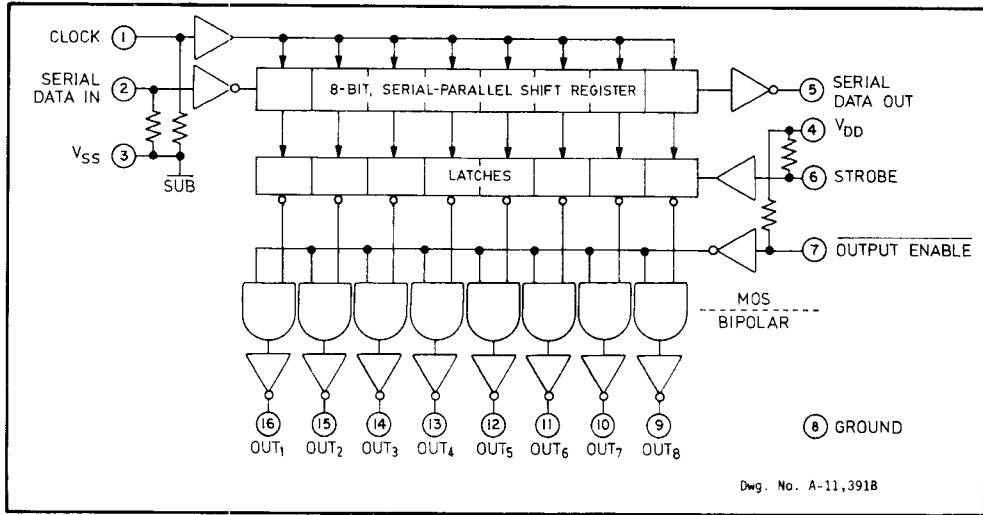 CLOCK 1
SERIAL DATA IN 2
8-BIT, SERIAL-PARALLEL SHIFT REGISTER
5 SERIAL DATA OUT
4 VDD
VSS 3
SUB
LATCHES
6 STROBE
7 OUTPUT ENABLE
MOS
BIPOLAR
16 15 14 13 12 11 10 9
OUT1 OUT2 OUT3 OUT4 OUT5 OUT6 OUT7 OUT8
8 GROUND
Dwg. No. A-11,391B